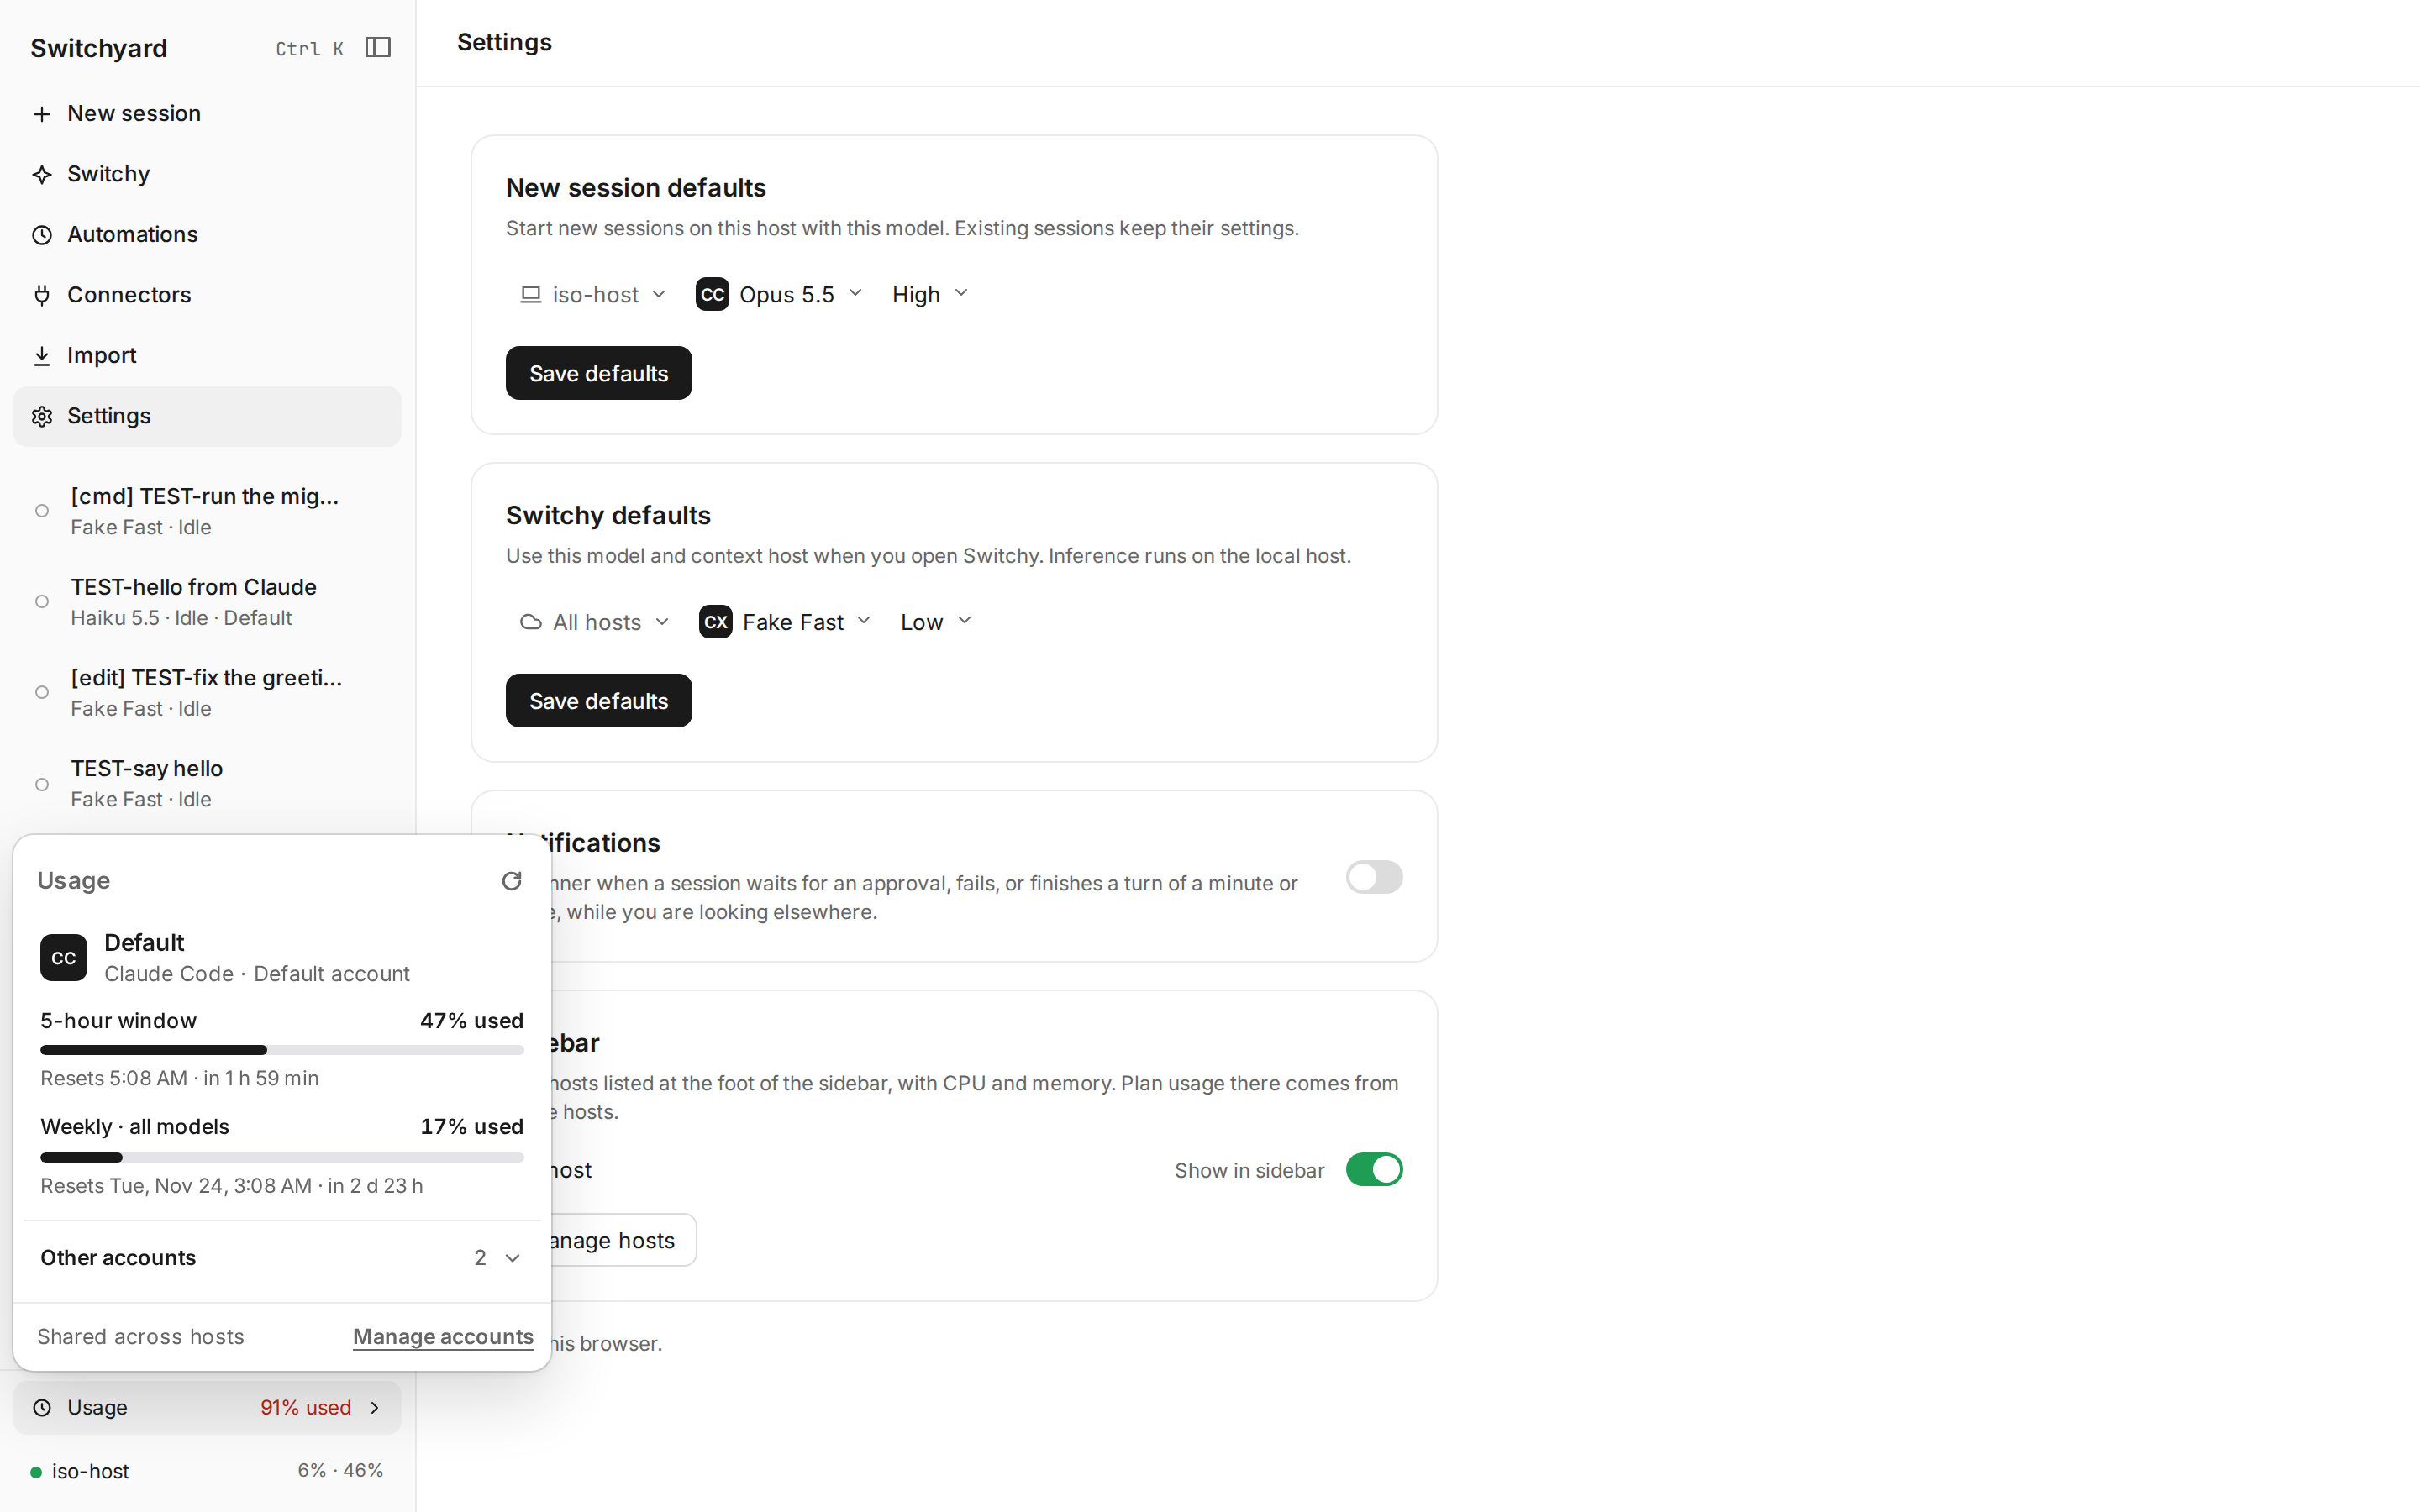 Switchyard
Ctrl K
New session
Switchy
Automations
Connectors
Import
Settings
[cmd] TEST-run the mig...
Fake Fast · Idle
TEST-hello from Claude
Haiku 5.5 · Idle · Default
[edit] TEST-fix the greeti...
Fake Fast · Idle
TEST-say hello
Fake Fast · Idle
Usage
CC
Default
Claude Code · Default account
5-hour window 47% used
Resets 5:08 AM · in 1 h 59 min
Weekly · all models 17% used
Resets Tue, Nov 24, 3:08 AM · in 2 d 23 h
Other accounts 2
Shared across hosts Manage accounts
Usage 91% used
iso-host 6% · 46%
Settings
New session defaults
Start new sessions on this host with this model. Existing sessions keep their settings.
iso-host CC Opus 5.5 High
Save defaults
Switchy defaults
Use this model and context host when you open Switchy. Inference runs on the local host.
All hosts CX Fake Fast Low
Save defaults
tifications
when a session waits for an approval, fails, or finishes a turn of a minute or
while you are looking elsewhere.
ebar
hosts listed at the foot of the sidebar, with CPU and memory. Plan usage there comes from
hosts.
host Show in sidebar
anage hosts
his browser.